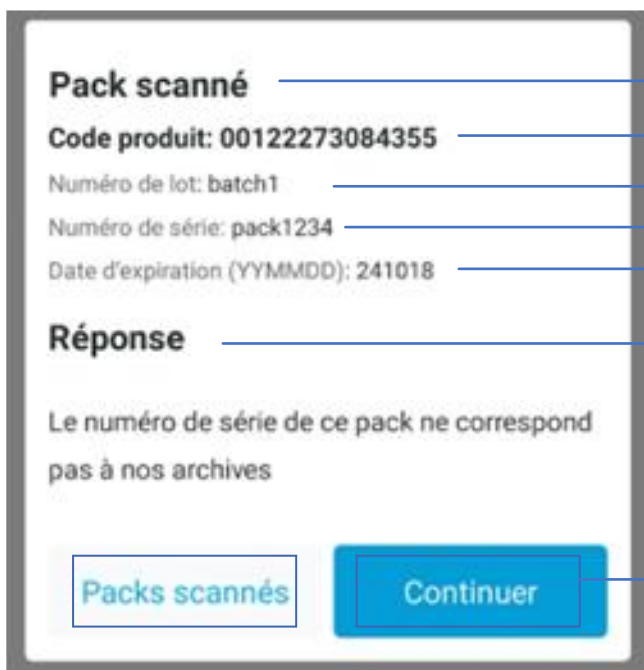 Pack scanné
Code produit: 00122273084355
Numéro de lot: batch1
Numéro de série: pack1234
Date d'expiration (YYMMDD): 241018
Réponse
Le numéro de série de ce pack ne correspond
pas à nos archives
Packs scannés
Continuer